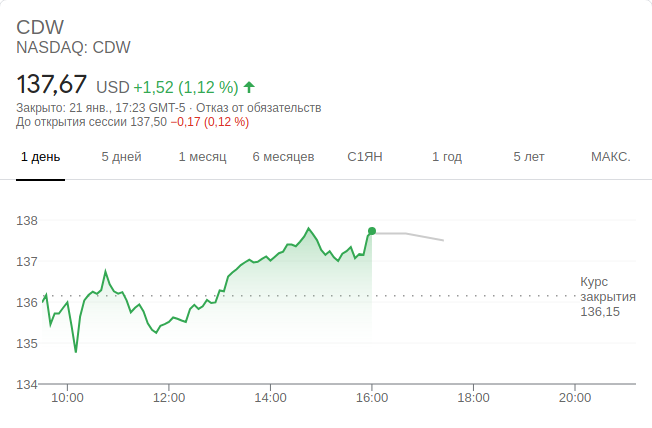 CDW
NASDAQ: CDW
137,67 USD +1,52 (1,12 %)
Закрыто: 21 янв., 17:23 GMT-5 · Отказ от обязательств
До открытия сессии 137,50 −0,17 (0,12 %)
1 день 5 дней 1 месяц 6 месяцев С1ЯН 1 год 5 лет МАКС.
138
137
136
135
134
Курс
закрытия
136,15
10:00 12:00 14:00 16:00 18:00 20:00